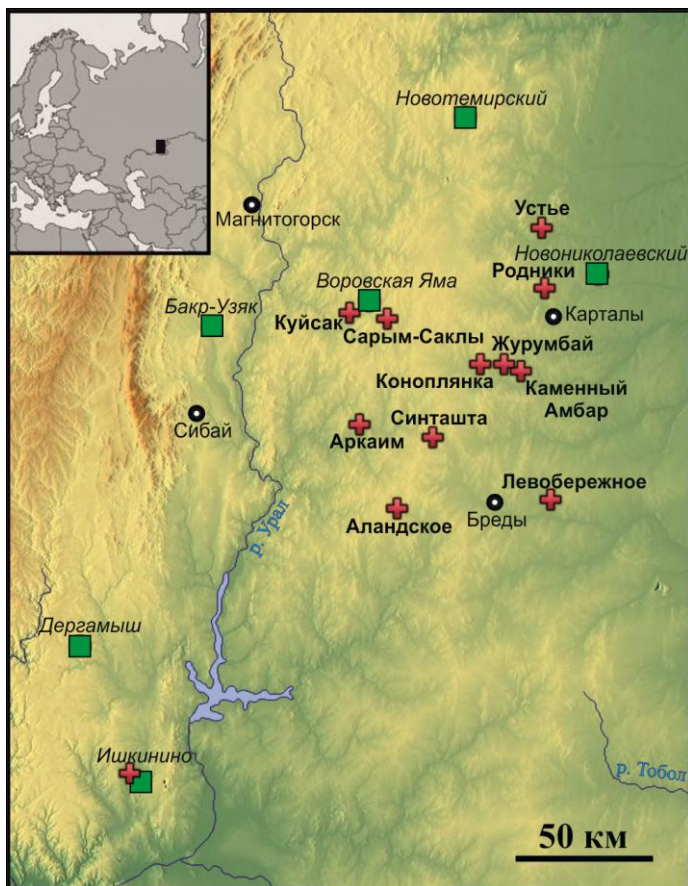 Новотемирский
Магнитогорск
Устье
Новониколаевский
Родники
Воровская Яма
Бакр-Узяк
Куйсак
Сарым-Саклы
Карталы
Журумбай
Коноплянка
Каменный
Амбар
Синташта
Сибай
Аркаим
Левобережное
Бреды
Аландское
р. Урал
Дергамыш
Ишкинино
р. Тобол
50 км